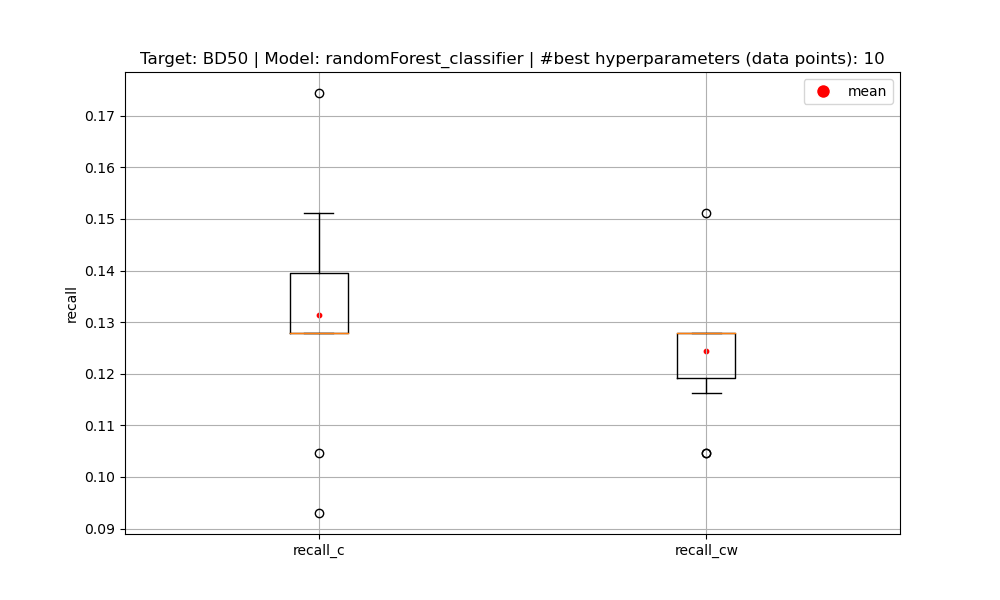 Target: BD50 | Model: randomForest_classifier | #best hyperparameters (data points): 10
mean
0.17
0.16
0.15
0.14
0.13
0.12
0.11
0.10
0.09
recall
recall_c
recall_cw